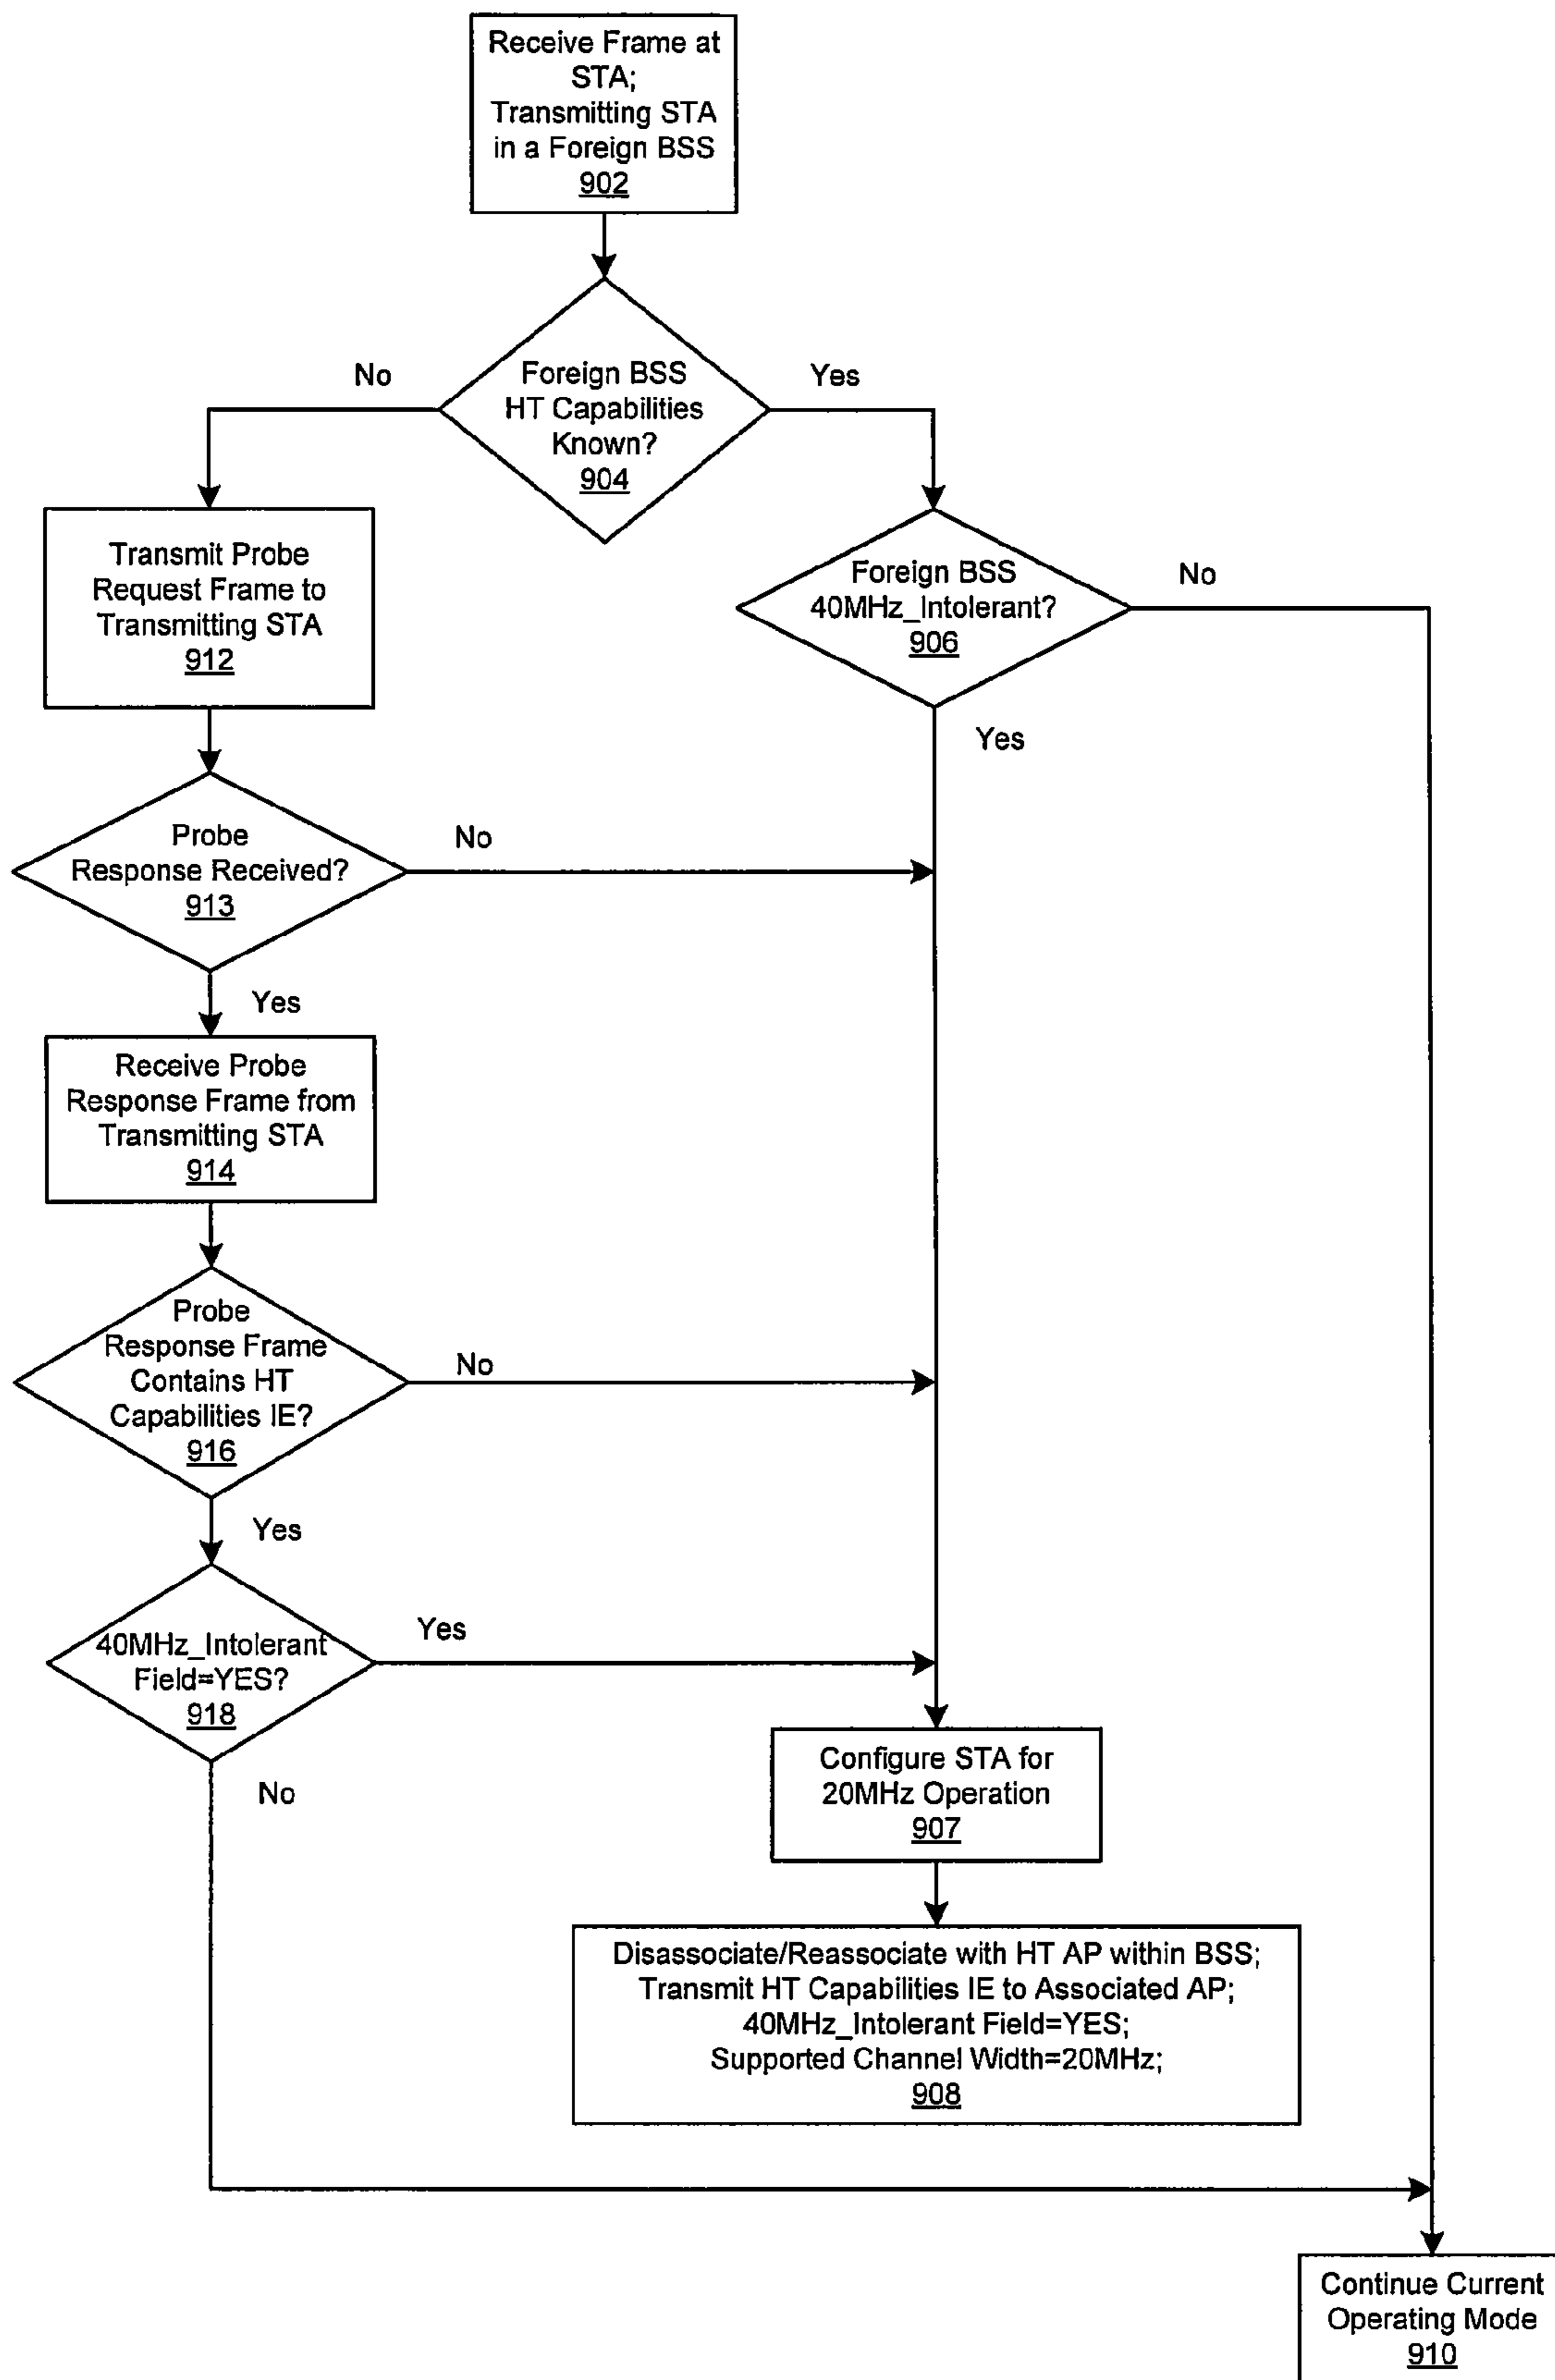 Receive Frame at
STA;
Transmitting STA
in a Foreign BSS
902
No
Foreign BSS
HT Capabilities
Known?
904
Yes
Transmit Probe
Request Frame to
Transmitting STA
912
Foreign BSS
40MHz_Intolerant?
906
No
Yes
Probe
Response Received?
913
No
Yes
Receive Probe
Response Frame from
Transmitting STA
914
Probe
Response Frame
Contains HT
Capabilities IE?
916
No
Yes
40MHz_Intolerant
Field=YES?
918
Yes
No
Configure STA for
20MHz Operation
907
Disassociate/Reassociate with HT AP within BSS;
Transmit HT Capabilities IE to Associated AP;
40MHz_Intolerant Field=YES;
Supported Channel Width=20MHz;
908
Continue Current
Operating Mode
910